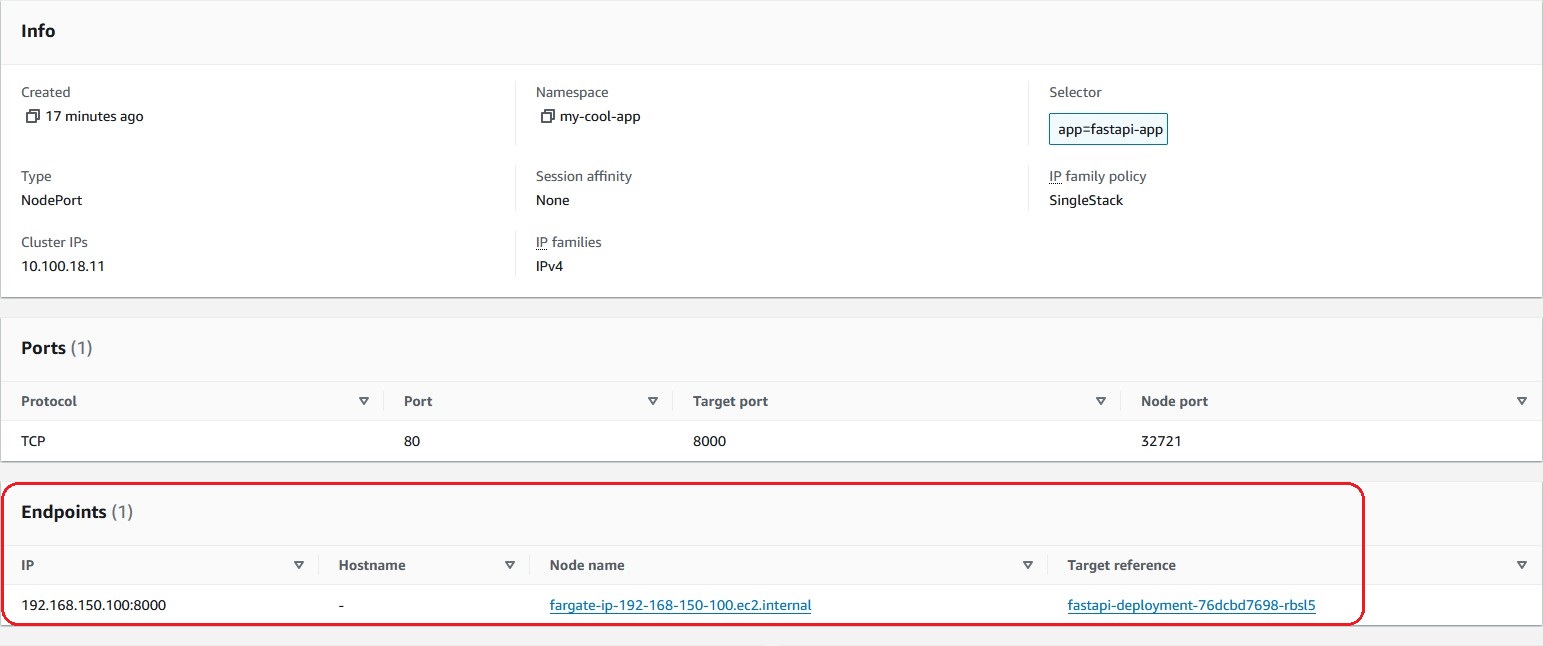 Info
Created Namespace Selector
17 minutes ago my-cool-app app=fastapi-app
Type Session affinity IP family policy
NodePort None SingleStack
Cluster IPs IP families
10.100.18.11 IPv4
Ports (1)
Protocol Port Target port Node port
TCP 80 8000 32721
Endpoints (1)
IP Hostname Node name Target reference
192.168.150.100:8000 - fargate-ip-192-168-150-100.ec2.internal fastapi-deployment-76dcbd7698-rbsl5